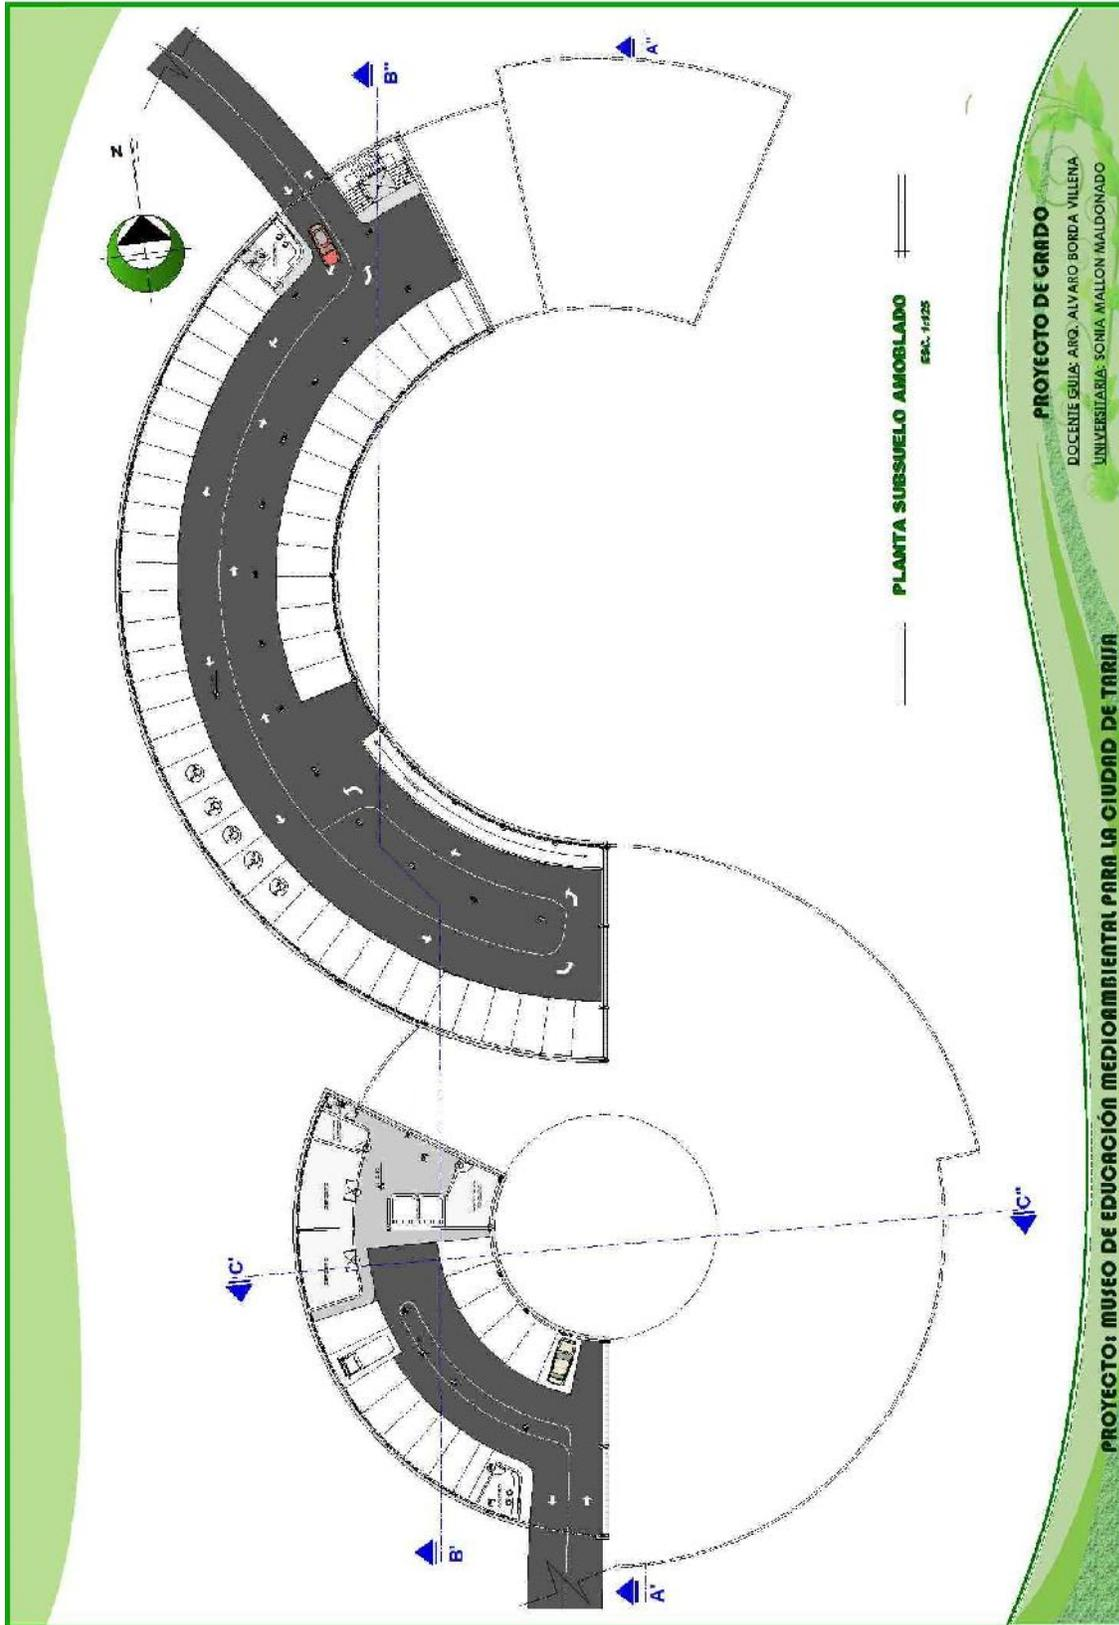 N
B''
A''
PLANTA SUBSUELO AMOBLADO
ESC. 1:125
C'
C''
B'
A'
PROYECTO DE GRADO
DOCENTE GUIA: ARQ. ALVARO BORDA VILLENA
UNIVERSITARIA: SONIA MALLON MALDONADO
PROYECTO: MUSEO DE EDUCACIÓN MEDIOAMBIENTAL PARA LA CIUDAD DE TARIJA